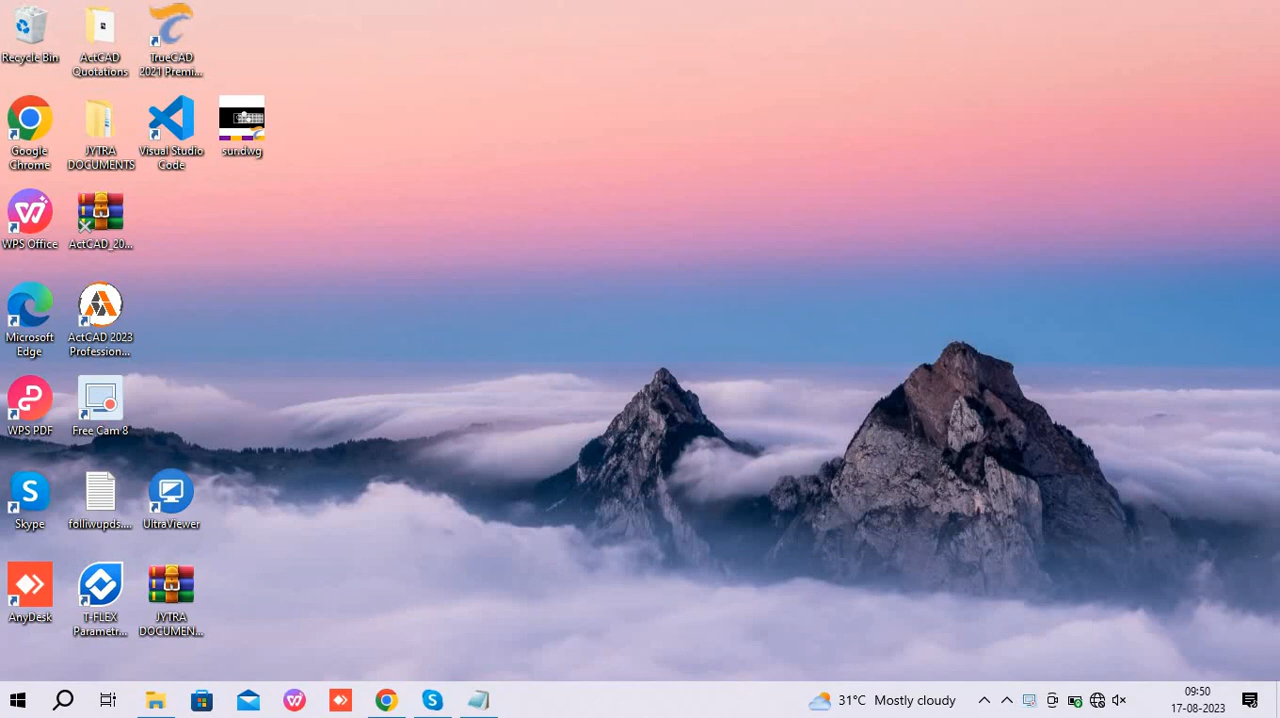 Recycle Bin
ActCAD
Quotations
TrueCAD
2021 Premi...
Google
Chrome
JYTRA
DOCUMENTS
Visual Studio
Code
sun.dwg
WPS Office
ActCAD_20...
Microsoft
Edge
ActCAD 2023
Profession...
WPS PDF
Free Cam 8
Skype
folliwupds....
UltraViewer
AnyDesk
T-FLEX
Parametr...
JYTRA
DOCUMEN...
31°C Mostly cloudy
09:50
17-08-2023